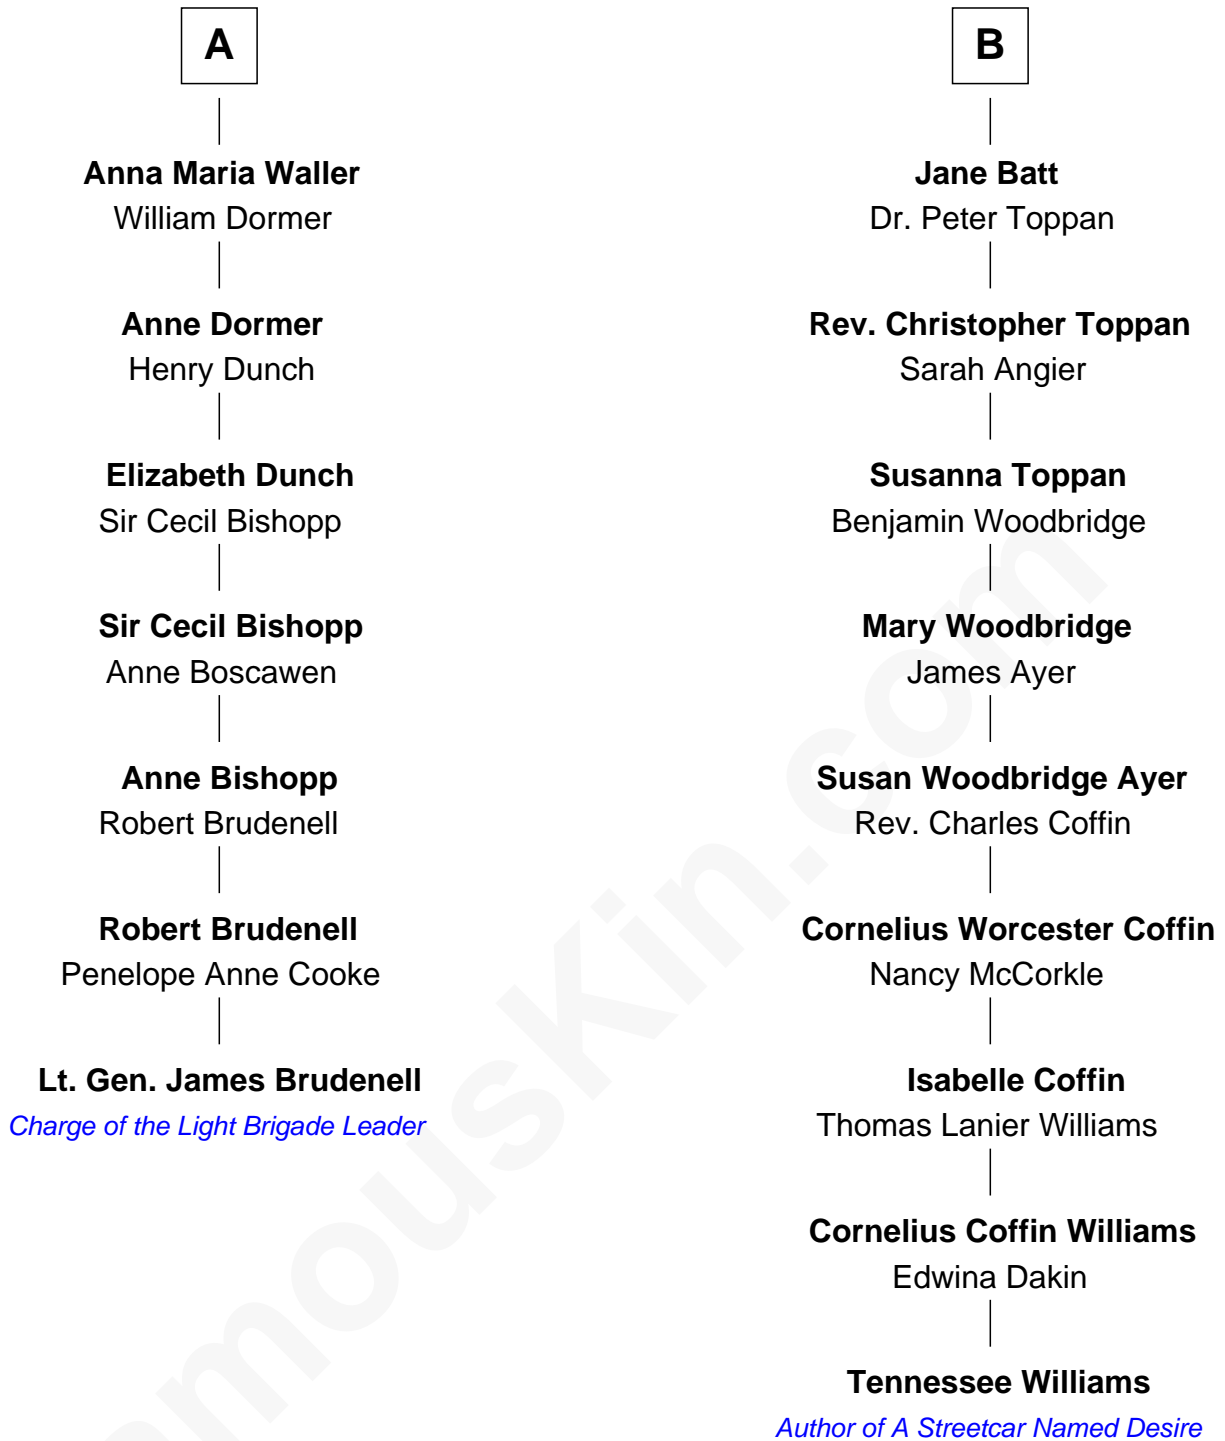 A
Anna Maria Waller
William Dormer
Anne Dormer
Henry Dunch
Elizabeth Dunch
Sir Cecil Bishopp
Sir Cecil Bishopp
Anne Boscawen
Anne Bishopp
Robert Brudenell
Robert Brudenell
Penelope Anne Cooke
Lt. Gen. James Brudenell
Charge of the Light Brigade Leader
B
Jane Batt
Dr. Peter Toppan
Rev. Christopher Toppan
Sarah Angier
Susanna Toppan
Benjamin Woodbridge
Mary Woodbridge
James Ayer
Susan Woodbridge Ayer
Rev. Charles Coffin
Cornelius Worcester Coffin
Nancy McCorkle
Isabelle Coffin
Thomas Lanier Williams
Cornelius Coffin Williams
Edwina Dakin
Tennessee Williams
Author of A Streetcar Named Desire
amousKin.com